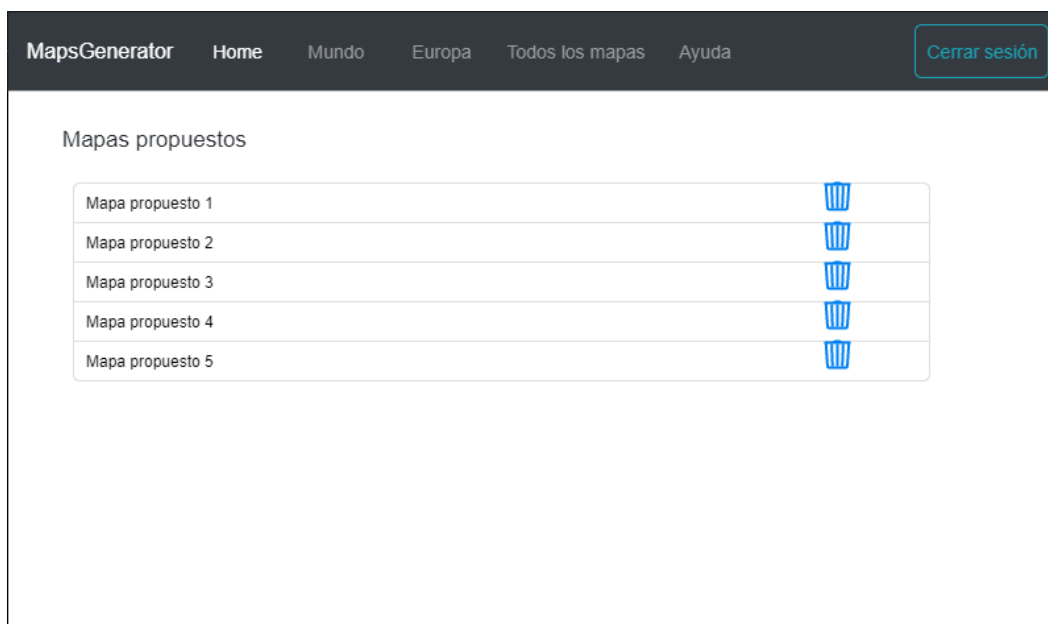 MapsGenerator Home Mundo Europa Todos los mapas Ayuda Cerrar sesión
Mapas propuestos
Mapa propuesto 1
Mapa propuesto 2
Mapa propuesto 3
Mapa propuesto 4
Mapa propuesto 5